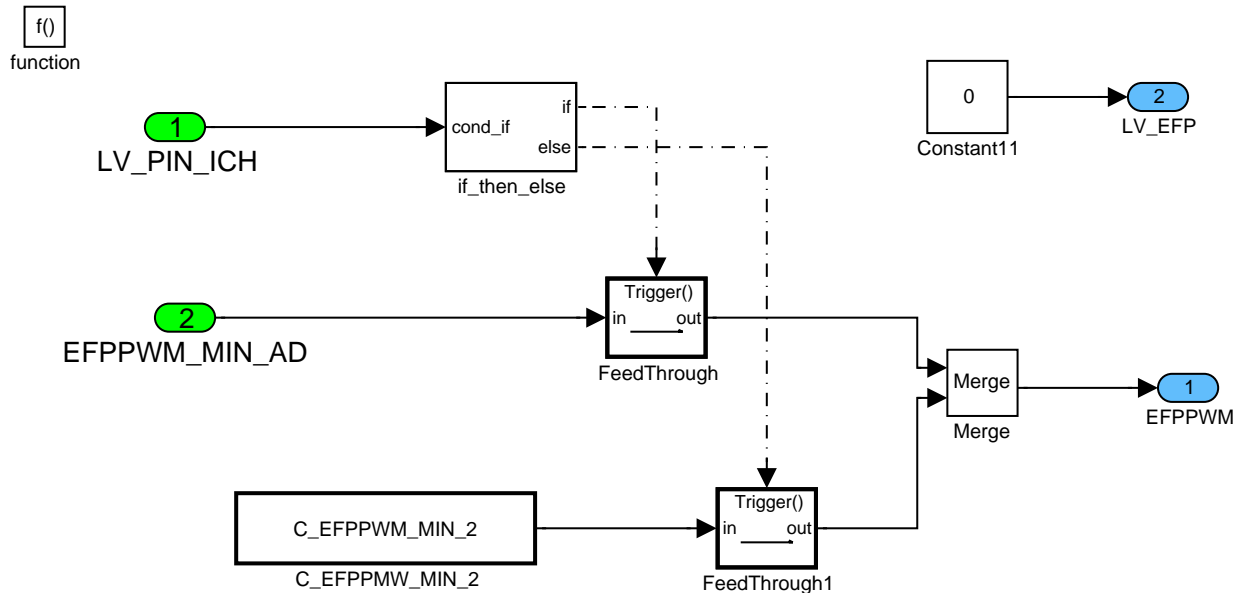 f()
function
1
LV_PIN_ICH
cond_if
if
else
if_then_else
0
Constant11
2
LV_EFP
2
EFPPWM_MIN_AD
Trigger()
in
out
FeedThrough
Merge
Merge
1
EFPPWM
C_EFPPWM_MIN_2
C_EFPPMW_MIN_2
Trigger()
in
out
FeedThrough1